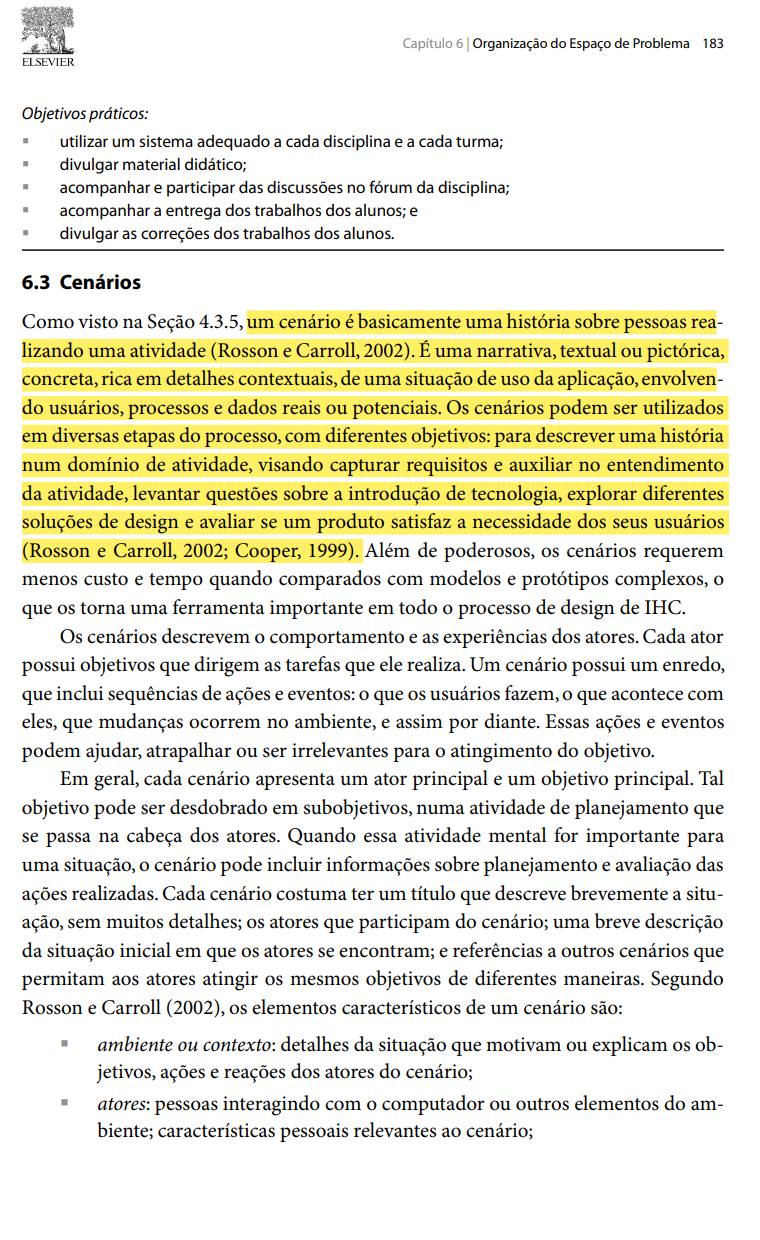 ELSEVIER
Capítulo 6 | Organização do Espaço de Problema 183
Objetivos práticos:
▪ utilizar um sistema adequado a cada disciplina e a cada turma;
▪ divulgar material didático;
▪ acompanhar e participar das discussões no fórum da disciplina;
▪ acompanhar a entrega dos trabalhos dos alunos; e
▪ divulgar as correções dos trabalhos dos alunos.
6.3 Cenários
Como visto na Seção 4.3.5, um cenário é basicamente uma história sobre pessoas rea-
lizando uma atividade (Rosson e Carroll, 2002). É uma narrativa, textual ou pictórica,
concreta, rica em detalhes contextuais, de uma situação de uso da aplicação, envolven-
do usuários, processos e dados reais ou potenciais. Os cenários podem ser utilizados
em diversas etapas do processo, com diferentes objetivos: para descrever uma história
num domínio de atividade, visando capturar requisitos e auxiliar no entendimento
da atividade, levantar questões sobre a introdução de tecnologia, explorar diferentes
soluções de design e avaliar se um produto satisfaz a necessidade dos seus usuários
(Rosson e Carroll, 2002; Cooper, 1999). Além de poderosos, os cenários requerem
menos custo e tempo quando comparados com modelos e protótipos complexos, o
que os torna uma ferramenta importante em todo o processo de design de IHC.
Os cenários descrevem o comportamento e as experiências dos atores. Cada ator
possui objetivos que dirigem as tarefas que ele realiza. Um cenário possui um enredo,
que inclui sequências de ações e eventos: o que os usuários fazem, o que acontece com
eles, que mudanças ocorrem no ambiente, e assim por diante. Essas ações e eventos
podem ajudar, atrapalhar ou ser irrelevantes para o atingimento do objetivo.
Em geral, cada cenário apresenta um ator principal e um objetivo principal. Tal
objetivo pode ser desdobrado em subobjetivos, numa atividade de planejamento que
se passa na cabeça dos atores. Quando essa atividade mental for importante para
uma situação, o cenário pode incluir informações sobre planejamento e avaliação das
ações realizadas. Cada cenário costuma ter um título que descreve brevemente a situ-
ação, sem muitos detalhes; os atores que participam do cenário; uma breve descrição
da situação inicial em que os atores se encontram; e referências a outros cenários que
permitam aos atores atingir os mesmos objetivos de diferentes maneiras. Segundo
Rosson e Carroll (2002), os elementos característicos de um cenário são:
▪ ambiente ou contexto: detalhes da situação que motivam ou explicam os ob-
jetivos, ações e reações dos atores do cenário;
▪ atores: pessoas interagindo com o computador ou outros elementos do am-
biente; características pessoais relevantes ao cenário;